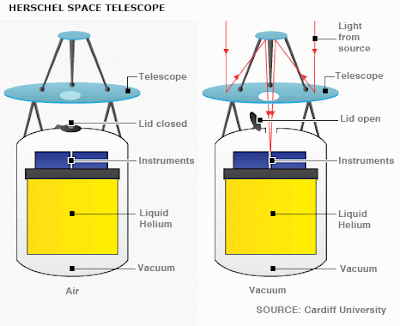 HERSCHEL SPACE TELESCOPE
Light
from
source
Telescope
Telescope
Lid closed
Lid open
Instruments
Instruments
Liquid
Helium
Liquid
Helium
Vacuum
Vacuum
Air
Vacuum
SOURCE: Cardiff University